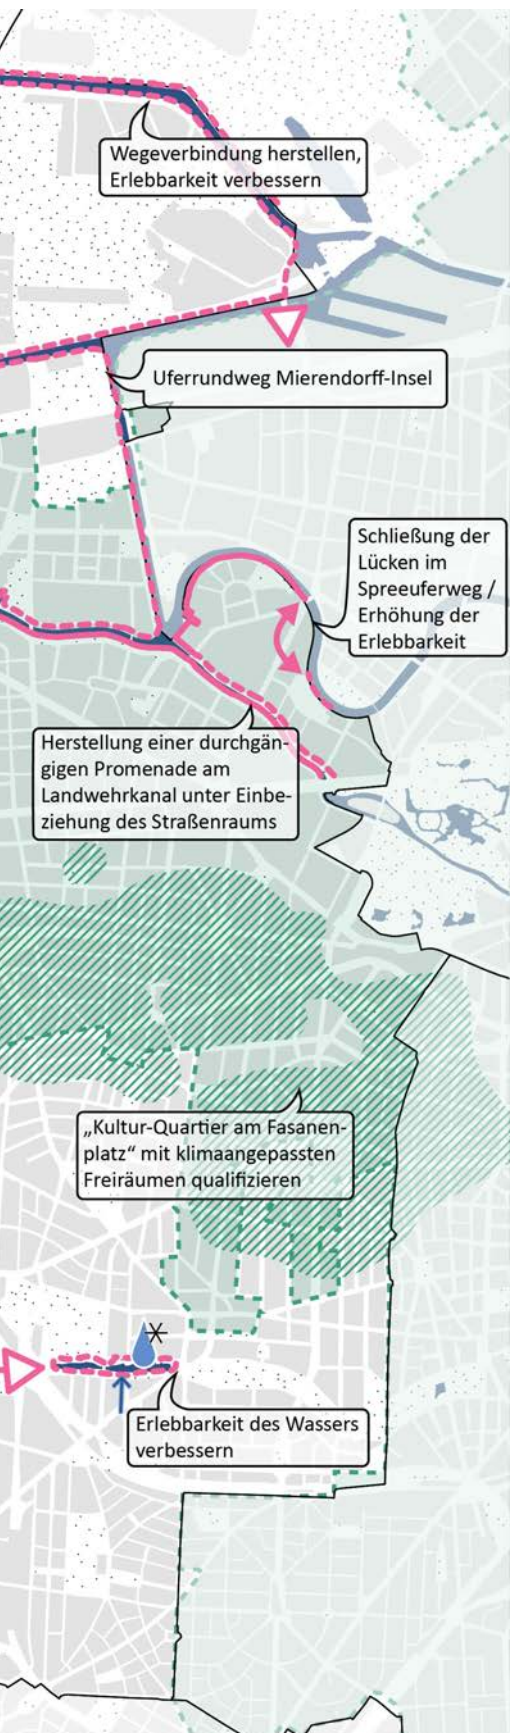 Wegeverbindung herstellen,
Erlebbarkeit verbessern
Uferrundweg Mierendorff-Insel
Schließung der
Lücken im
Spreeuferweg /
Erhöhung der
Erlebbarkeit
Herstellung einer durchgän-
gigen Promenade am
Landwehrkanal unter Einbe-
ziehung des Straßenraums
„Kultur-Quartier am Fasanen-
platz“ mit klimaangepassten
Freiräumen qualifizieren
Erlebbarkeit des Wassers
verbessern